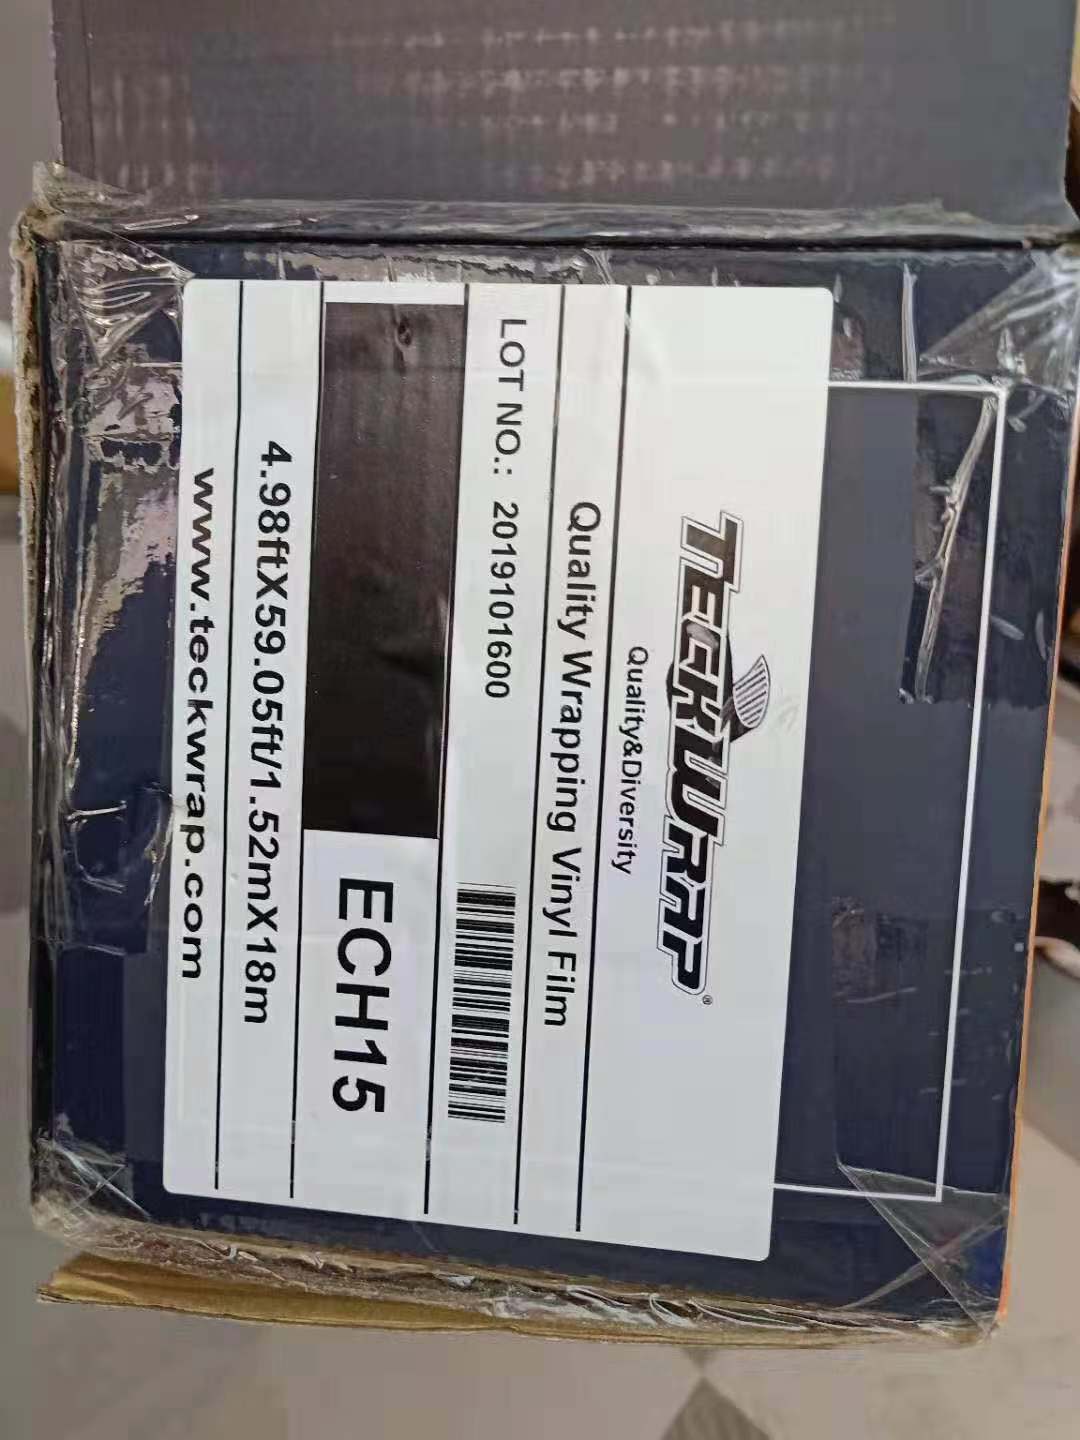 TECKWRAP®
Quality&Diversity
Quality Wrapping Vinyl Film
LOT NO.: 2019101600
ECH15
4.98ftX59.05ft/1.52mX18m
www.teckwrap.com